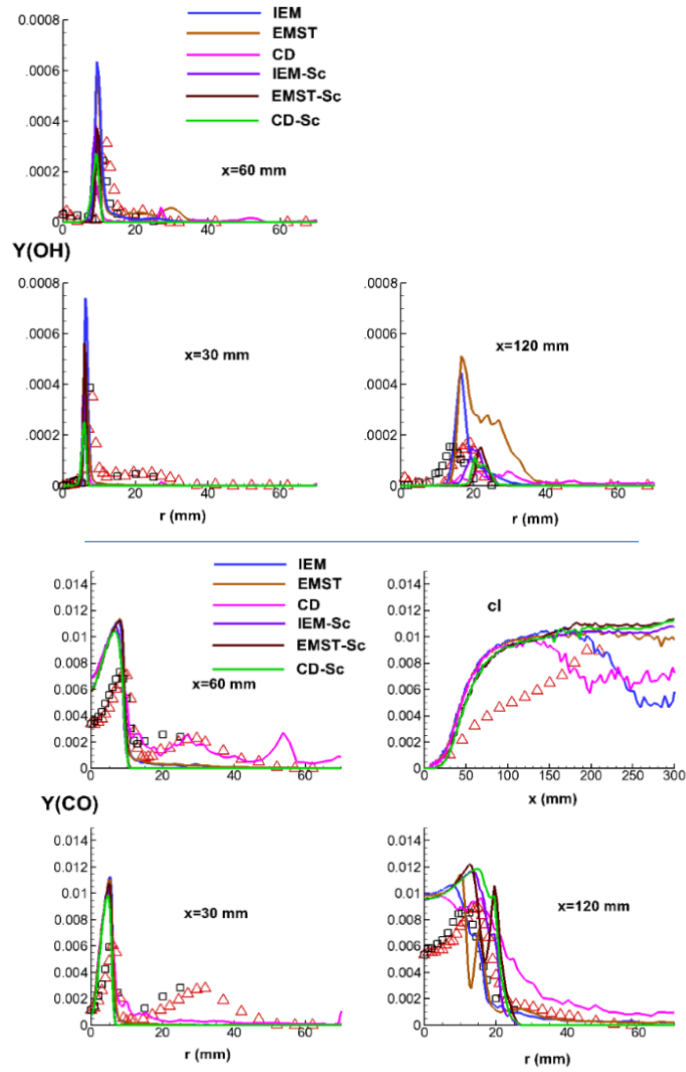 0.0008
.0006
.0004
.0002
0
0 20 40 60
IEM
EMST
CD
IEM-Sc
EMST-Sc
CD-Sc
x=60 mm
Y(OH)
0.0008
.0006
.0004
.0002
0
0 20 40 60
r (mm)
x=30 mm
0.0008
.0006
.0004
.0002
0
0 20 40 60
r (mm)
x=120 mm
0.014
0.012
0.01
0.008
0.006
0.004
0.002
0
0 20 40 60
IEM
EMST
CD
IEM-Sc
EMST-Sc
CD-Sc
x=60 mm
0.014
0.012
0.01
0.008
0.006
0.004
0.002
0.00
0 50 100 150 200 250 300
x (mm)
cl
Y(CO)
0.014
0.012
0.01
0.008
0.006
0.004
0.002
0
0 20 40 60
r (mm)
x=30 mm
0.014
0.012
0.01
0.008
0.006
0.004
0.002
0
0 20 40 60
r (mm)
x=120 mm